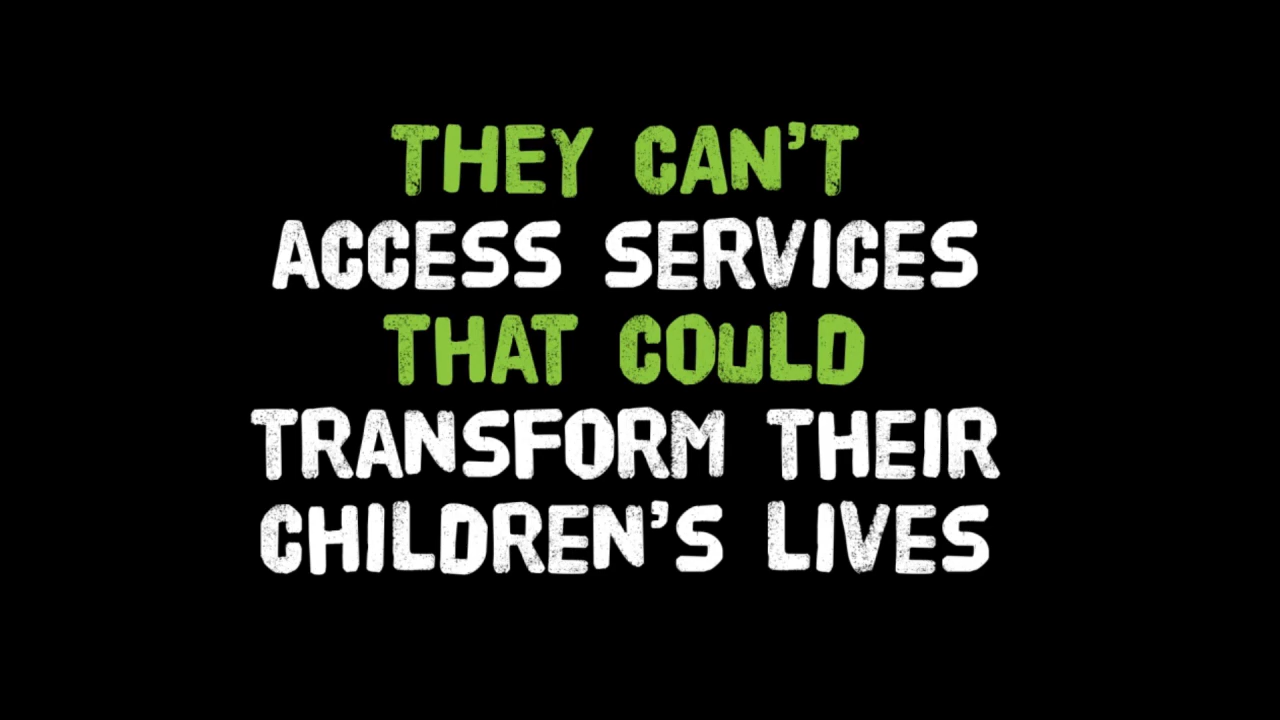 THEY CAN'T
ACCESS SERVICES
THAT COULD
TRANSFORM THEIR
CHILDREN'S LIVES